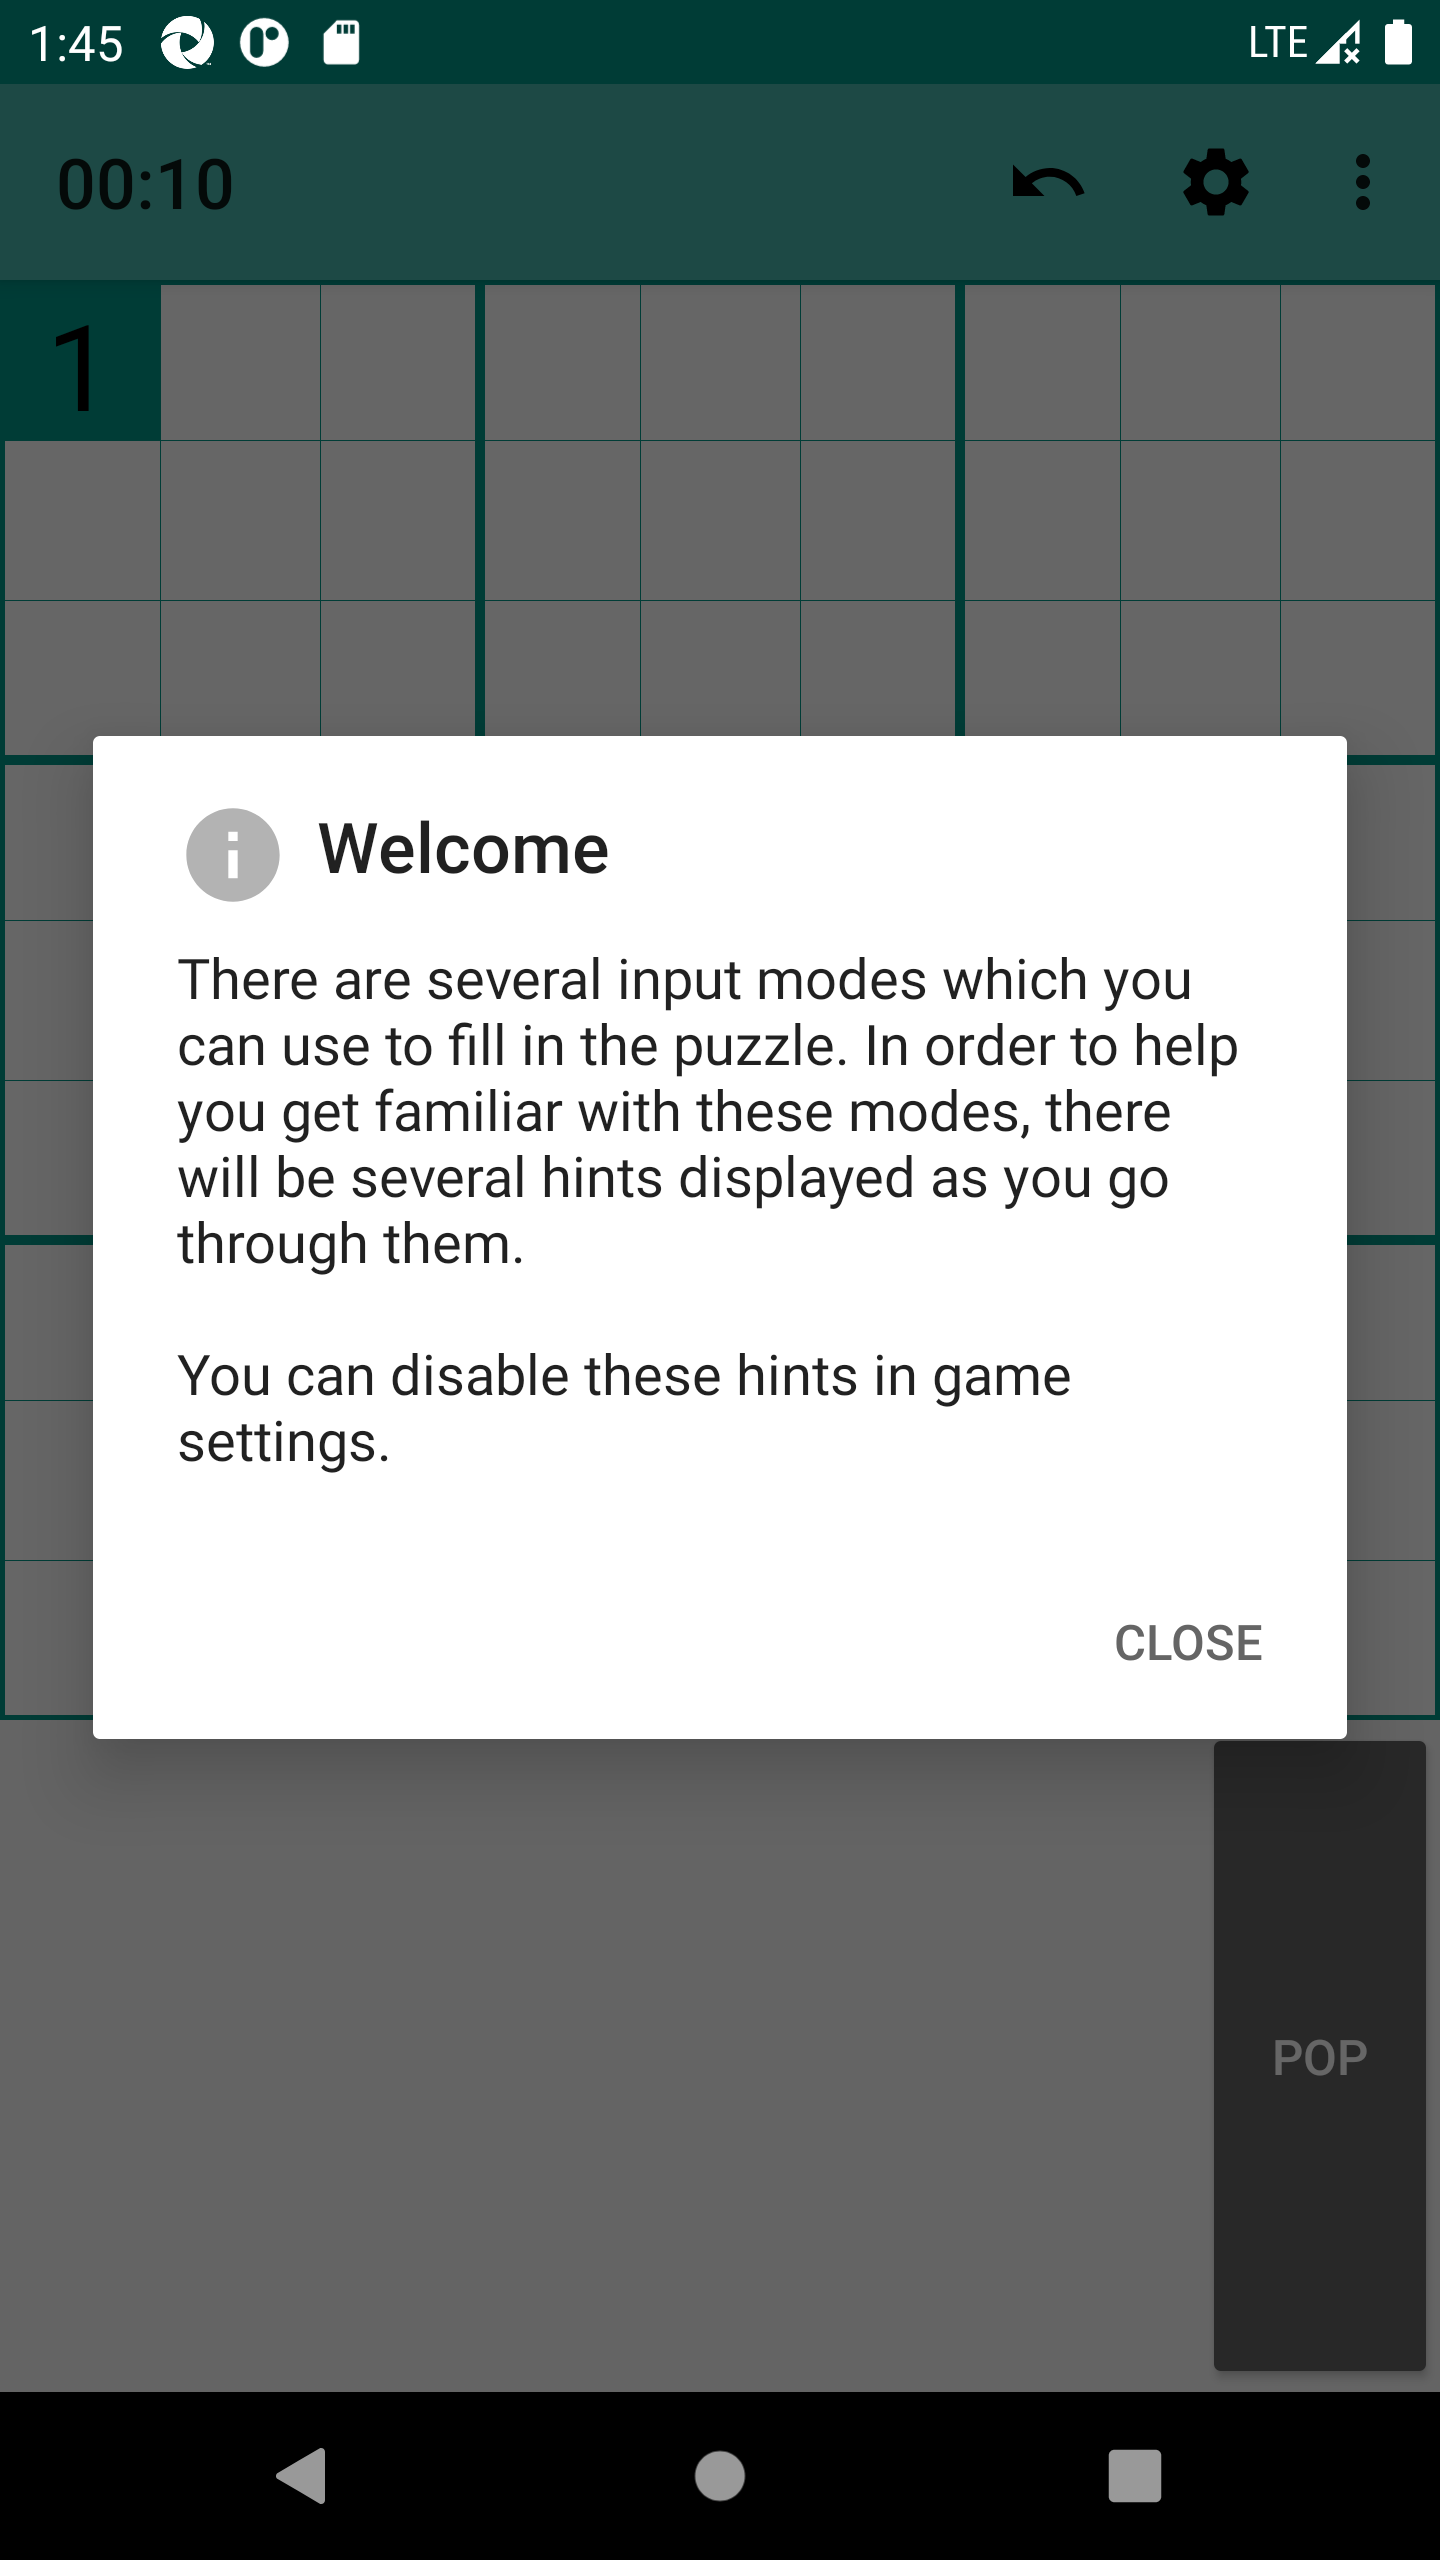 1:45
LTE
00:10
1
Welcome
There are several input modes which you
can use to fill in the puzzle. In order to help
you get familiar with these modes, there
will be several hints displayed as you go
through them.
You can disable these hints in game
settings.
CLOSE
POP